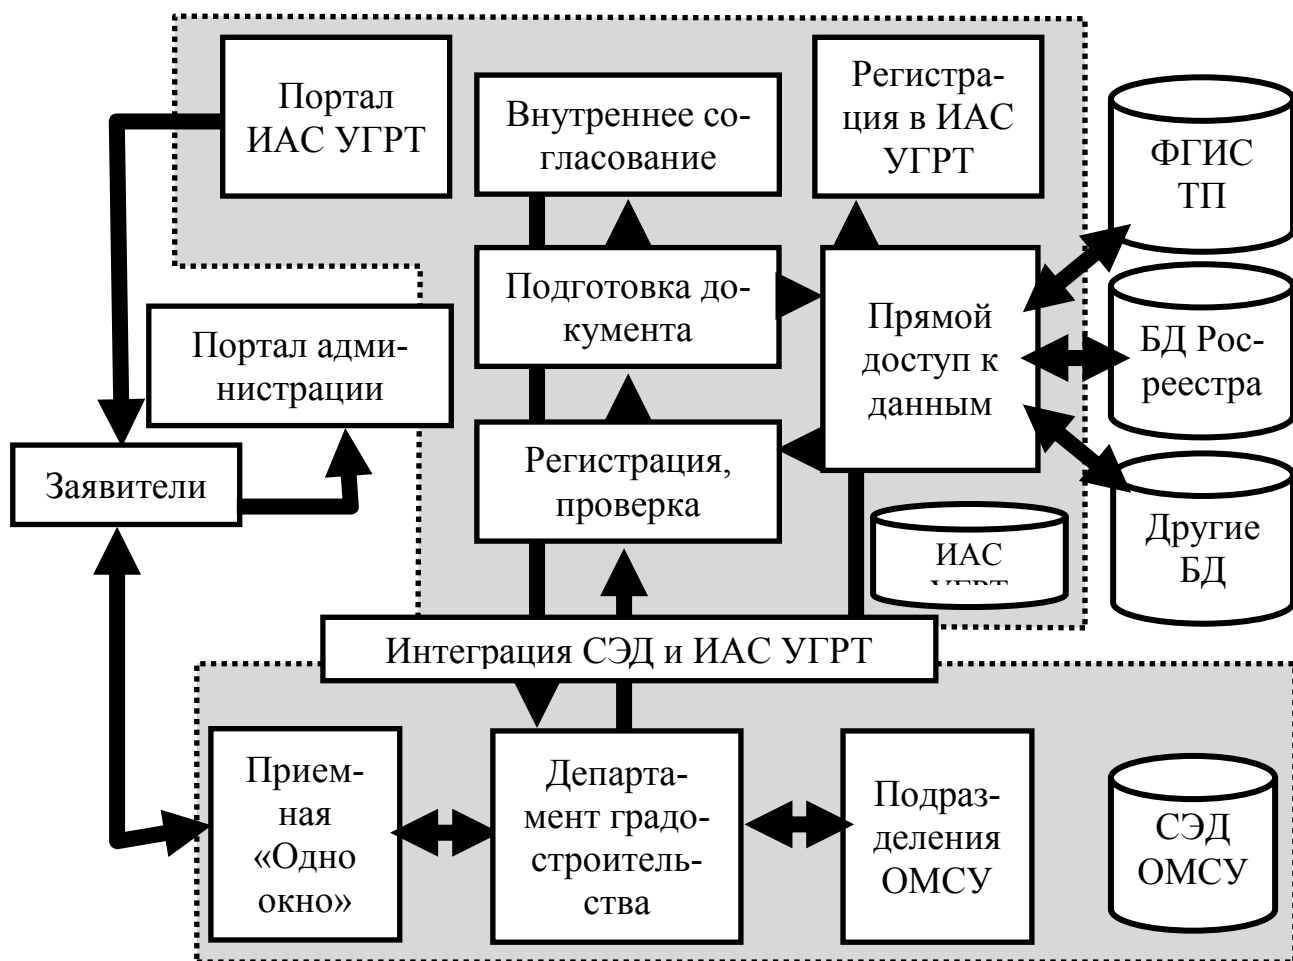 Портал
ИАС УГРТ
Внутреннее со-
гласование
Регистра-
ция в ИАС
УГРТ
ФГИС
ТП
Подготовка до-
кумента
Прямой
доступ к
данным
БД Рос-
реестра
Портал адми-
нистрации
Заявители
Регистрация,
проверка
Другие
БД
ИАС
УГРТ
Интеграция СЭД и ИАС УГРТ
Прием-
ная
«Одно
окно»
Департа-
мент градо-
строитель-
ства
Подраз-
деления
ОМСУ
СЭД
ОМСУ